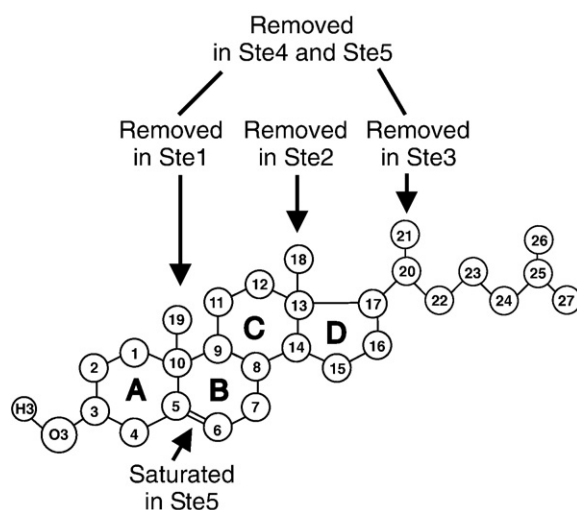 Removed
in Ste4 and Ste5
Removed
in Ste1
Removed
in Ste2
Removed
in Ste3
21
26
18
20
23
25
12
19
11
13
17
22
24
27
C
D
1
10
9
14
16
2
8
15
A
B
H3
3
5
7
O3
4
6
Saturated
in Ste5